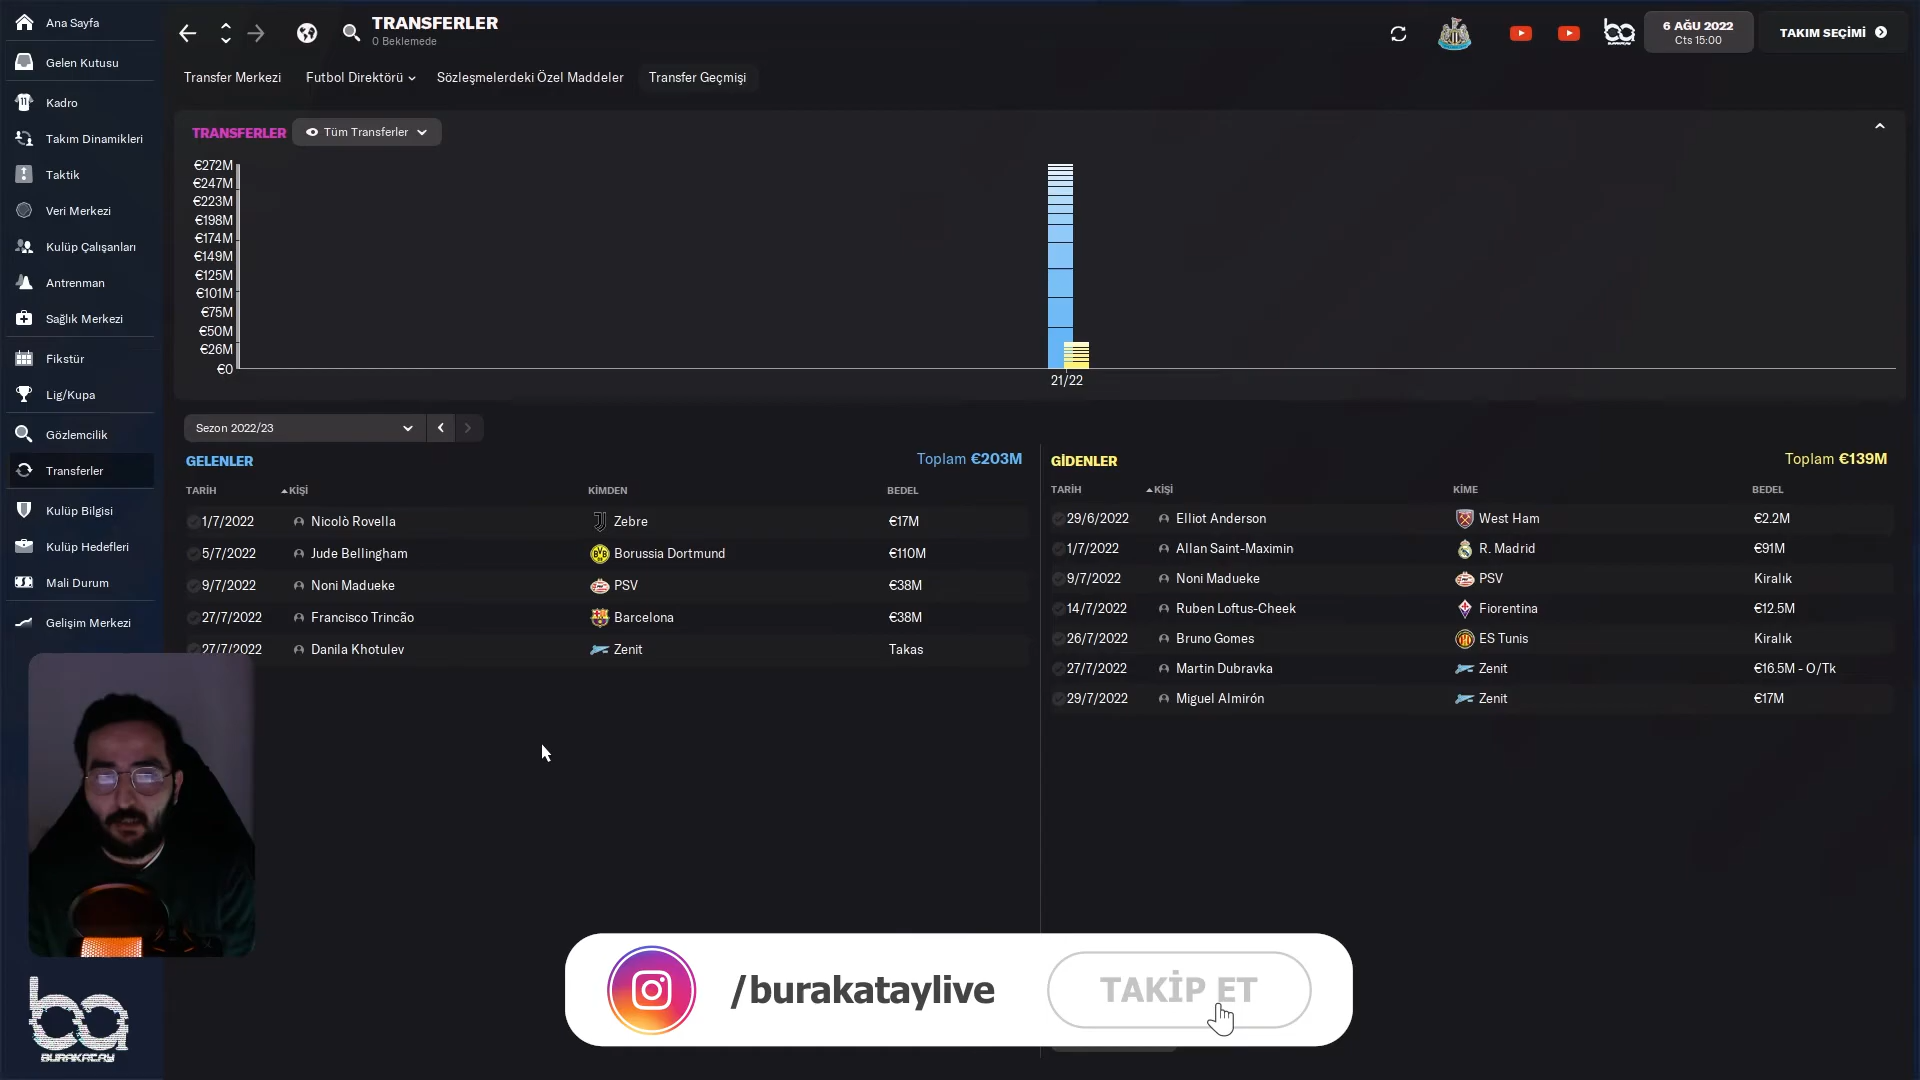 Ana Sayfa
Gelen Kutusu
Kadro
Takım Dinamikleri
Taktik
Veri Merkezi
Kulüp Çalışanları
Antrenman
Sağlık Merkezi
Fikstür
Lig/Kupa
Gözlemcilik
Transferler
Kulüp Bilgisi
Kulüp Hedefleri
Mali Durum
Gelişim Merkezi
TRANSFERLER
0 Beklemede
6 AĞU 2022
Cts 15:00
TAKIM SEÇİMİ
Transfer Merkezi Futbol Direktörü Sözleşmelerdeki Özel Maddeler Transfer Geçmişi
TRANSFERLER Tüm Transferler
€272M
€247M
€223M
€198M
€174M
€149M
€125M
€101M
€75M
€50M
€26M
€0
21/22
Sezon 2022/23
GELENLER Toplam €203M
TARİH KİŞİ KİMDEN BEDEL
1/7/2022 Nicolò Rovella Zebre €17M
5/7/2022 Jude Bellingham Borussia Dortmund €110M
9/7/2022 Noni Madueke PSV €38M
27/7/2022 Francisco Trincão Barcelona €38M
27/7/2022 Danila Khotulev Zenit Takas
GİDENLER Toplam €139M
TARİH KİŞİ KİME BEDEL
29/6/2022 Elliot Anderson West Ham €2.2M
1/7/2022 Allan Saint-Maximin R. Madrid €91M
9/7/2022 Noni Madueke PSV Kiralık
14/7/2022 Ruben Loftus-Cheek Fiorentina €12.5M
26/7/2022 Bruno Gomes ES Tunis Kiralık
27/7/2022 Martin Dubravka Zenit €16.5M - O/Tk
29/7/2022 Miguel Almirón Zenit €17M
/burakataylive TAKİP ET
ba
BURAKATAY